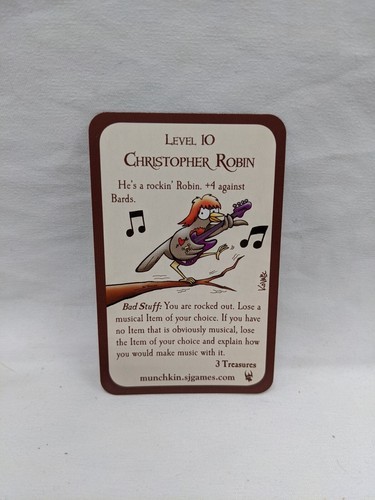 Level 10
Christopher Robin
He's a rockin' Robin. +4 against
Bards.
Kovalic
Bad Stuff: You are rocked out. Lose a
musical Item of your choice. If you have
no Item that is obviously musical, lose
the Item of your choice and explain how
you would make music with it.
3 Treasures
munchkin.sjgames.com